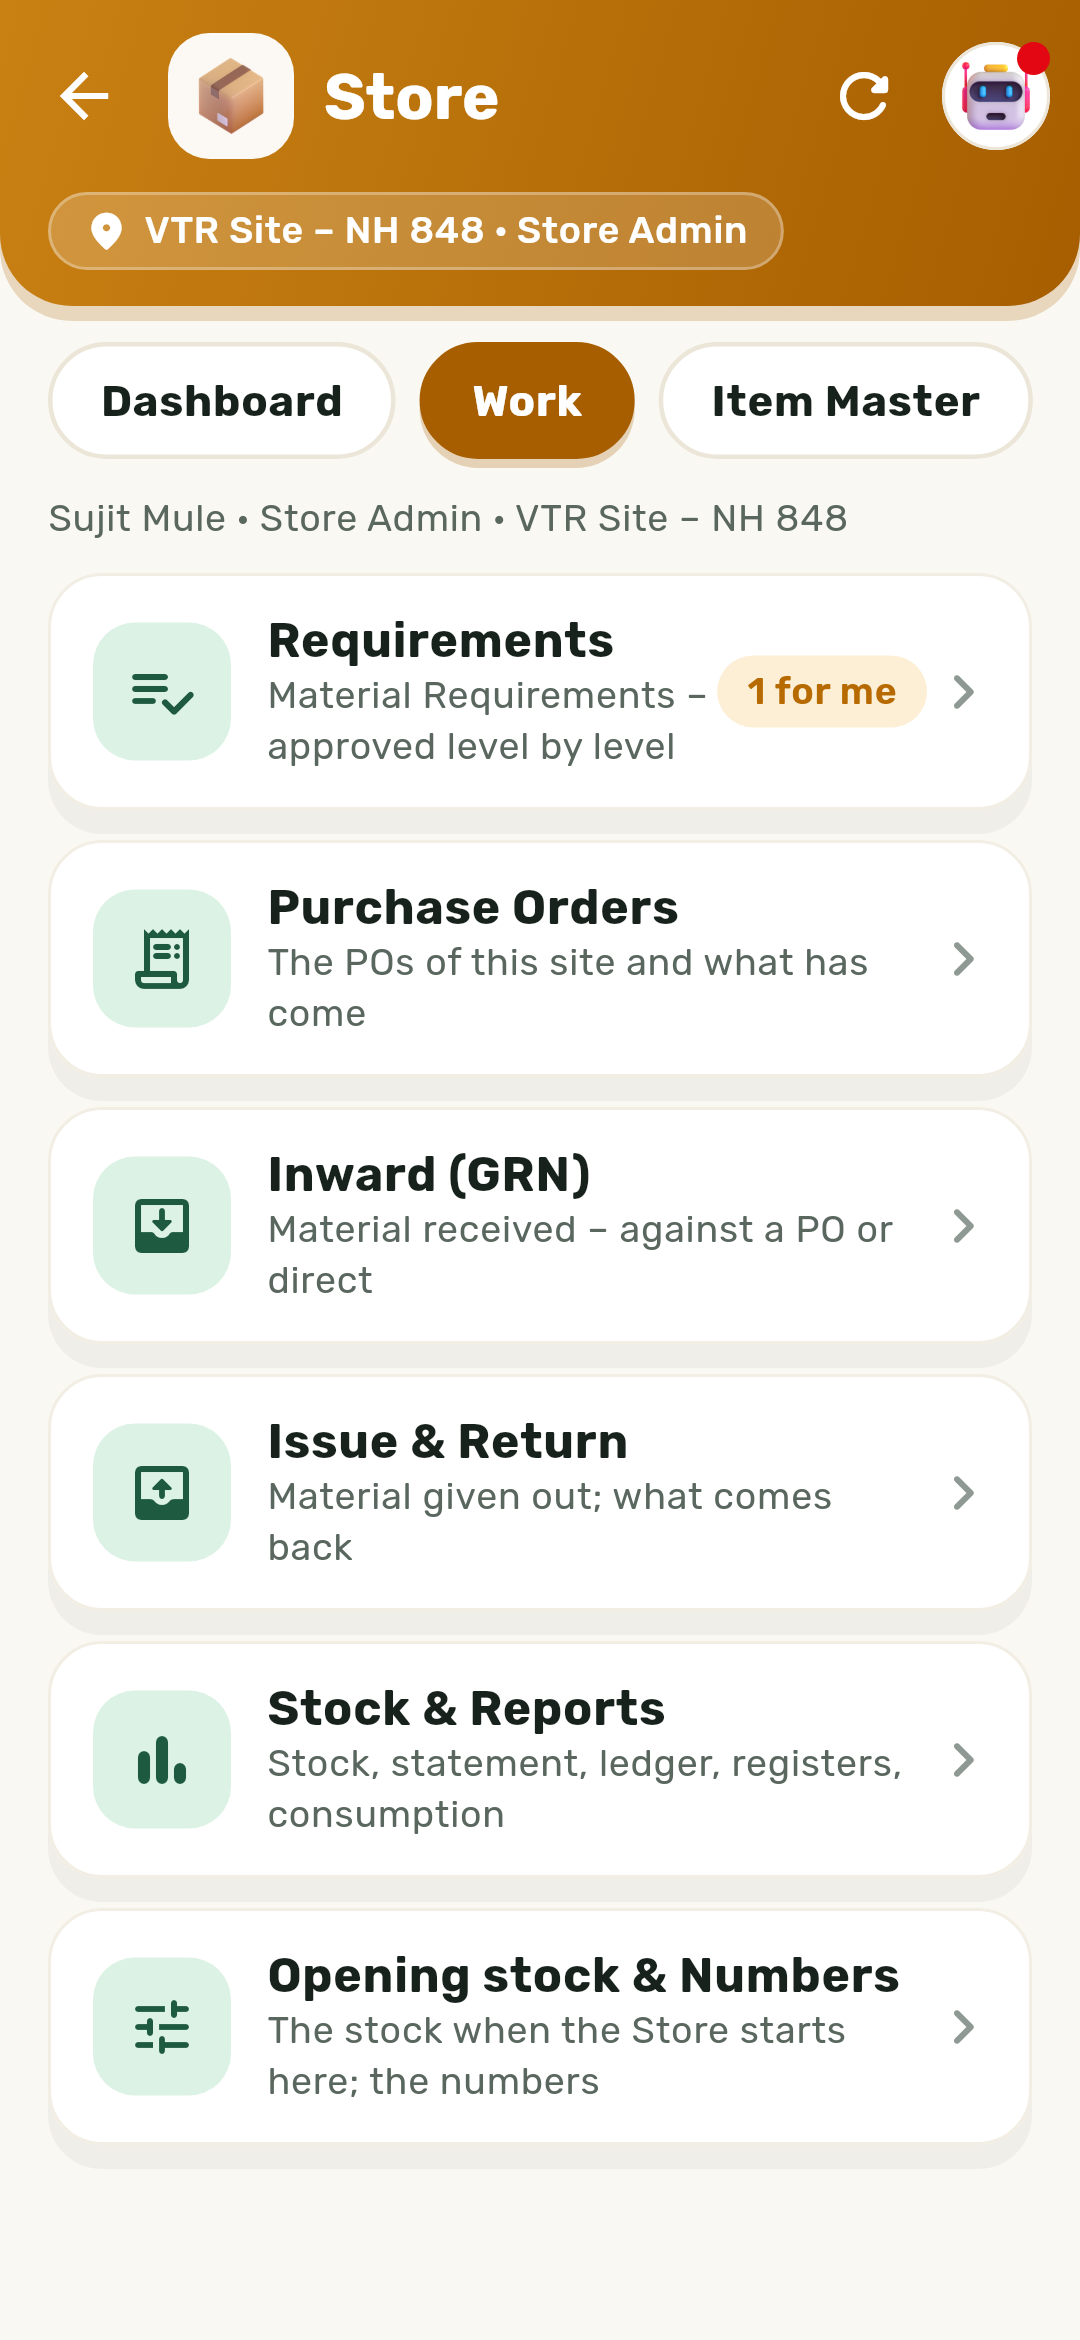 Store
VTR Site – NH 848 • Store Admin
Dashboard
Work
Item Master
Sujit Mule • Store Admin • VTR Site – NH 848
Requirements
Material Requirements –
approved level by level
1 for me
Purchase Orders
The POs of this site and what has
come
Inward (GRN)
Material received – against a PO or
direct
Issue & Return
Material given out; what comes
back
Stock & Reports
Stock, statement, ledger, registers,
consumption
Opening stock & Numbers
The stock when the Store starts
here; the numbers